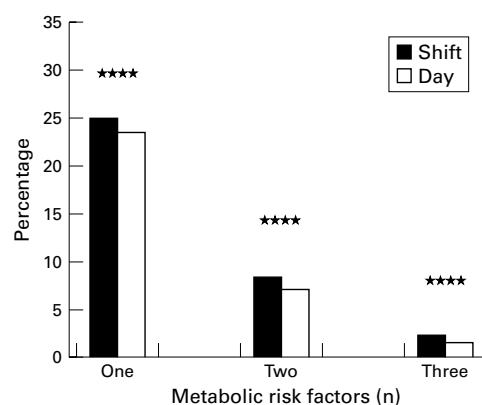 35
30
25
20
15
10
5
0
Percentage
Shift
Day
★★★★
★★★★
★★★★
One
Two
Three
Metabolic risk factors (n)